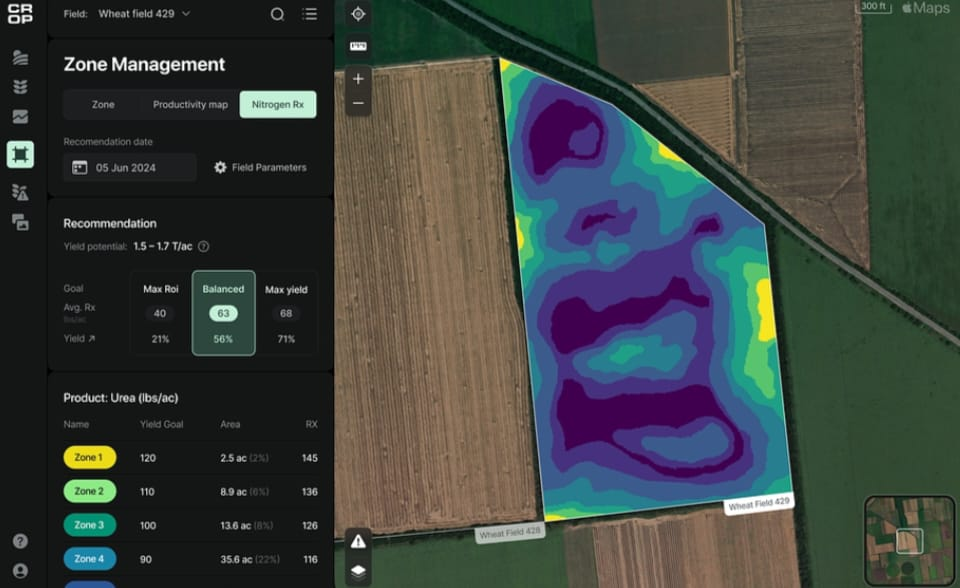 CR
OP
Field: Wheat field 429
Zone Management
Zone Productivity map Nitrogen Rx
Recomendation date
05 Jun 2024 Field Parameters
Recommendation
Yield potential: 1.5 – 1.7 T/ac ?
Goal Max Roi Balanced Max yield
Avg. Rx 40 63 68
lbs/ac
Yield ↗ 21% 56% 71%
Product: Urea (lbs/ac)
Name Yield Goal Area RX
Zone 1 120 2.5 ac (2%) 145
Zone 2 110 8.9 ac (6%) 136
Zone 3 100 13.6 ac (8%) 126
Zone 4 90 35.6 ac (22%) 116
300 ft Maps
Wheat Field 429
Wheat Field 428